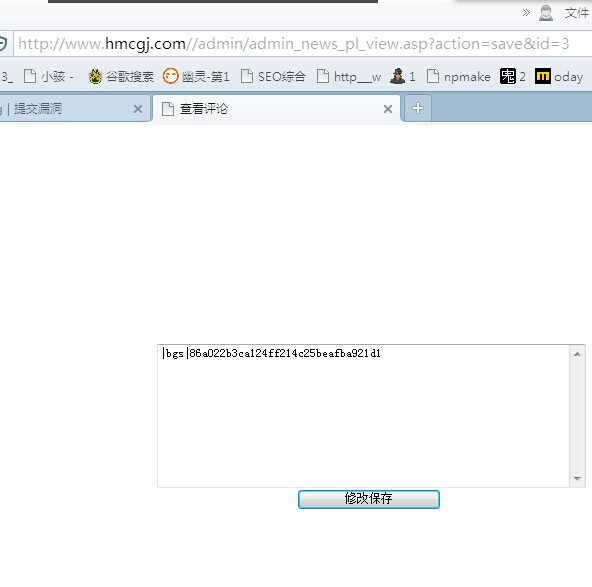 » 文件
http://www.hmcgj.com//admin/admin_news_pl_view.asp?action=save&id=3
3_ 小骇 - 谷歌搜索 幽灵-第1 SEO综合 http___w 1 npmake 2 oday
g | 提交漏洞 查看评论
|bgs|86a022b3ca124ff214c25beafba921d1
修改保存